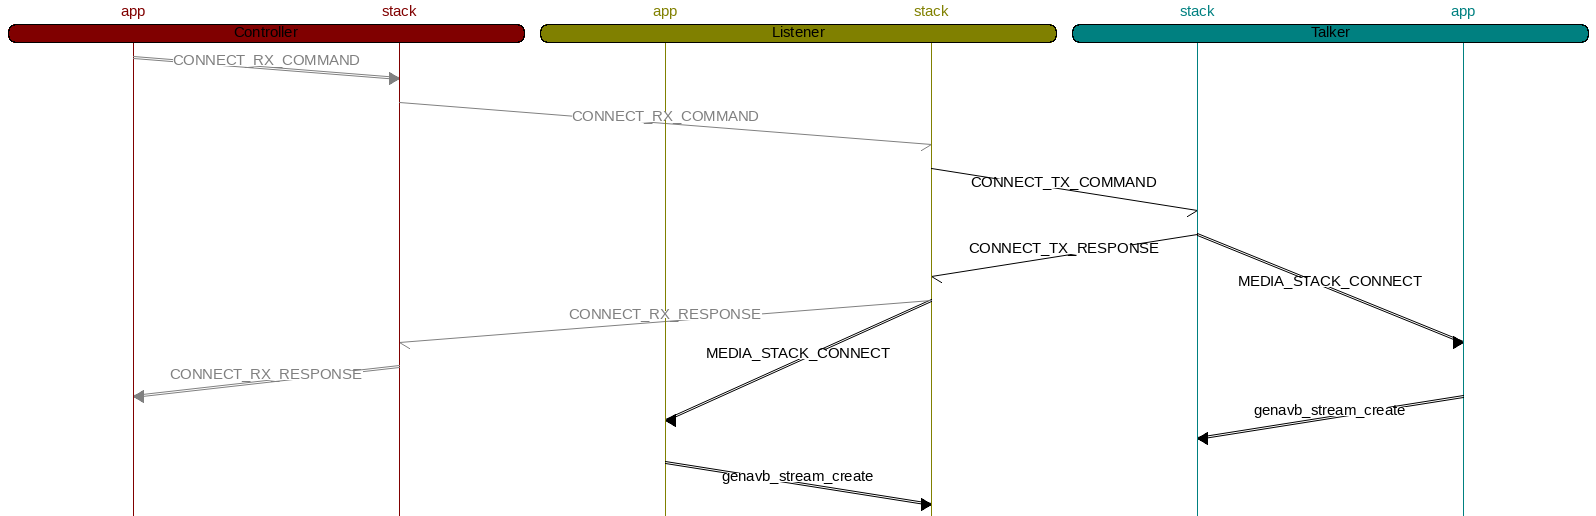 app
stack
app
stack
stack
app
Controller
Listener
Talker
CONNECT_RX_COMMAND
CONNECT_RX_COMMAND
CONNECT_TX_COMMAND
CONNECT_TX_RESPONSE
MEDIA_STACK_CONNECT
CONNECT_RX_RESPONSE
MEDIA_STACK_CONNECT
CONNECT_RX_RESPONSE
genavb_stream_create
genavb_stream_create